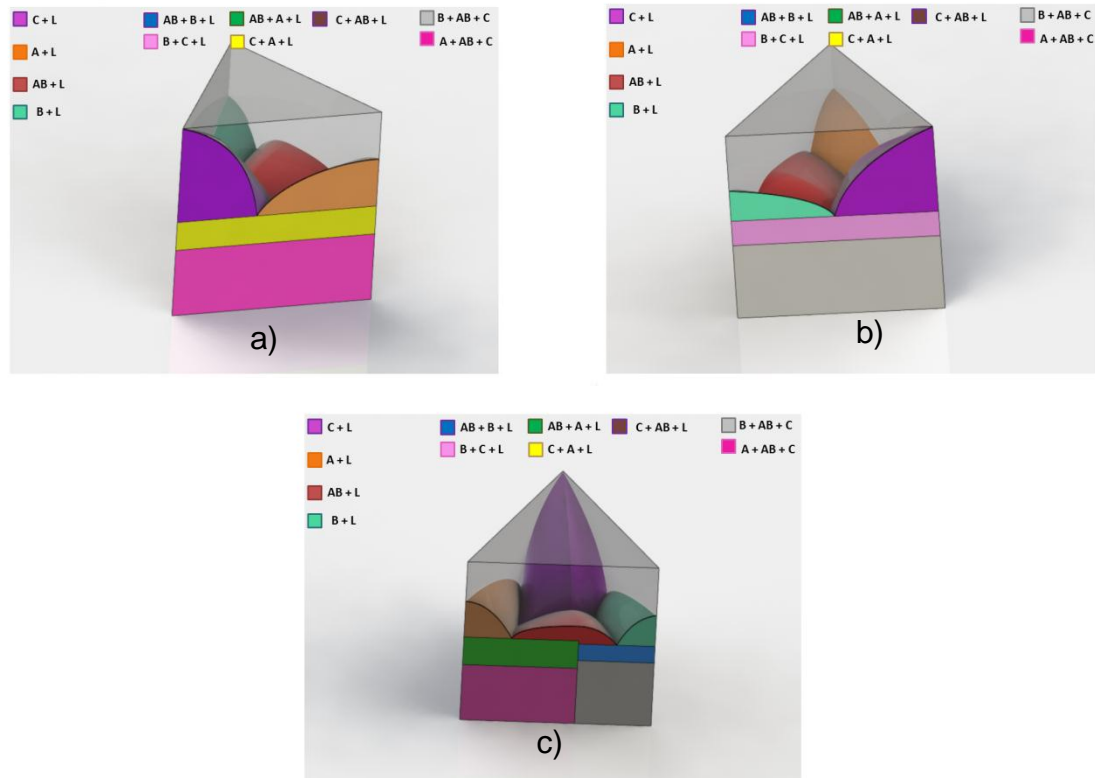 C + L AB + B + L AB + A + L C + AB + L B + AB + C
B + C + L C + A + L A + AB + C
A + L
AB + L
B + L
a)
C + L AB + B + L AB + A + L C + AB + L B + AB + C
B + C + L C + A + L A + AB + C
A + L
AB + L
B + L
b)
C + L AB + B + L AB + A + L C + AB + L B + AB + C
B + C + L C + A + L A + AB + C
A + L
AB + L
B + L
c)